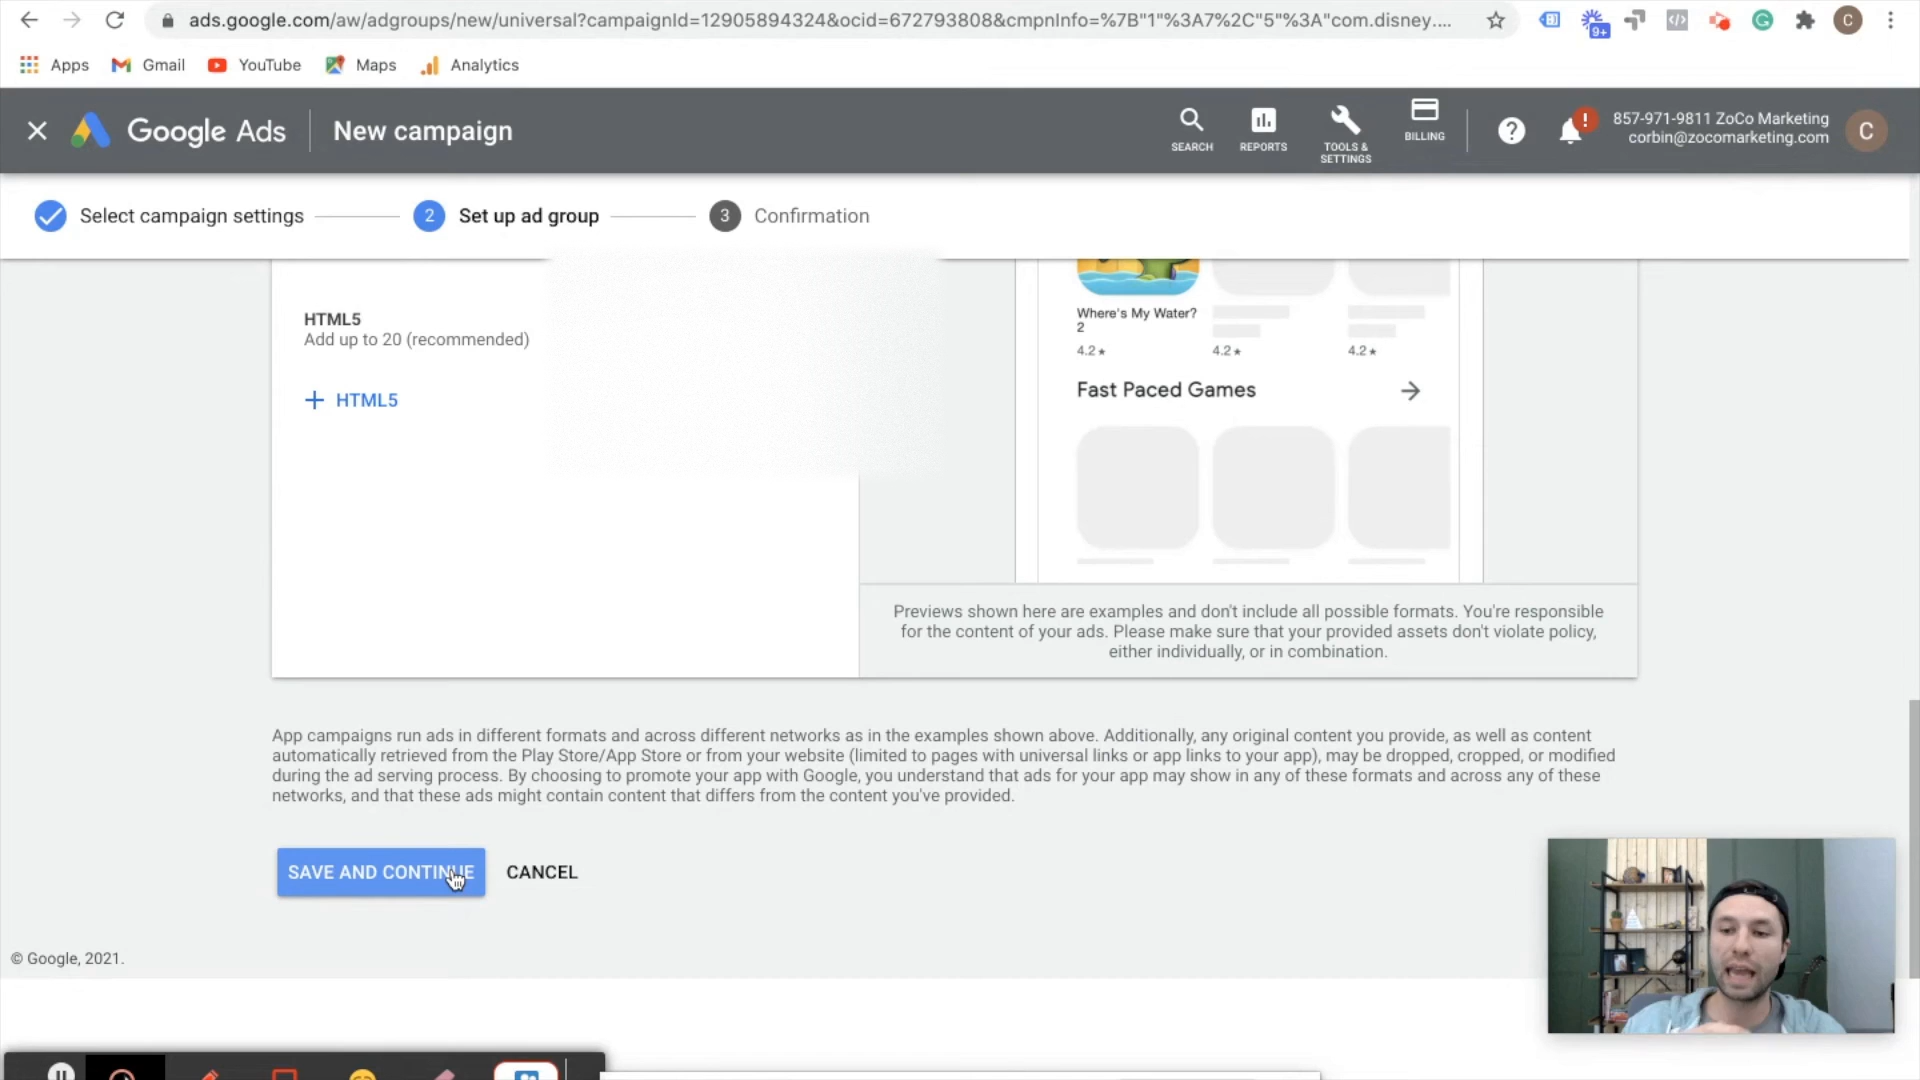 ads.google.com/aw/adgroups/new/universal?campaignId=12905894324&ocid=672793808&cmpnInfo=%7B"1"%3A7%2C"5"%3A"com.disney....
9+
C
Apps
Gmail
YouTube
Maps
Analytics
Google Ads
New campaign
SEARCH
REPORTS
TOOLS &
SETTINGS
BILLING
?
!
857-971-9811 ZoCo Marketing
corbin@zocomarketing.com
C
Select campaign settings
2
Set up ad group
3
Confirmation
HTML5
Add up to 20 (recommended)
+ HTML5
Where's My Water?
2
4.2★
4.2★
4.2★
Fast Paced Games
Previews shown here are examples and don't include all possible formats. You're responsible
for the content of your ads. Please make sure that your provided assets don't violate policy,
either individually, or in combination.
App campaigns run ads in different formats and across different networks as in the examples shown above. Additionally, any original content you provide, as well as content
automatically retrieved from the Play Store/App Store or from your website (limited to pages with universal links or app links to your app), may be dropped, cropped, or modified
during the ad serving process. By choosing to promote your app with Google, you understand that ads for your app may show in any of these formats and across any of these
networks, and that these ads might contain content that differs from the content you've provided.
SAVE AND CONTINUE
CANCEL
© Google, 2021.